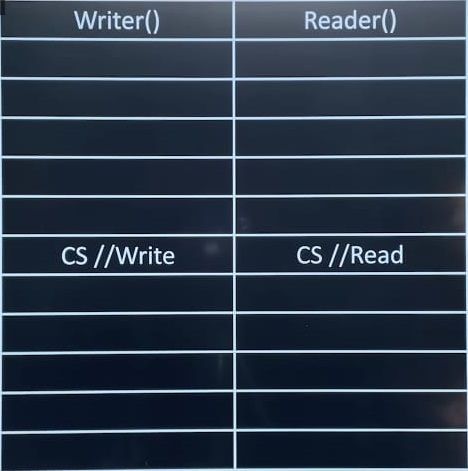 Writer() Reader()
CS //Write CS //Read